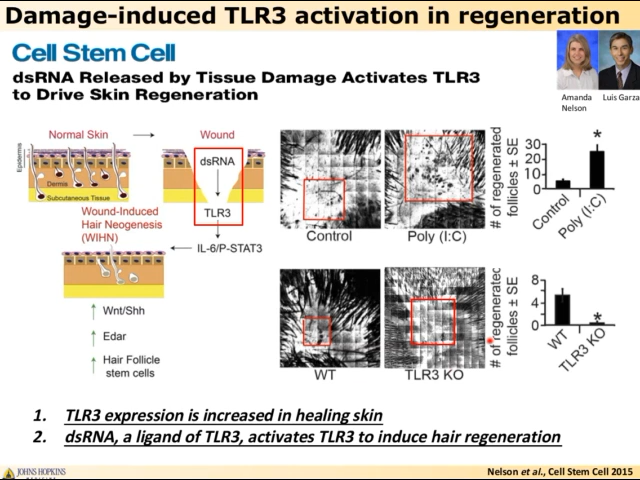 Damage-induced TLR3 activation in regeneration
Cell Stem Cell
dsRNA Released by Tissue Damage Activates TLR3
to Drive Skin Regeneration
Amanda
Nelson
Luis Garza
Normal Skin
Wound
Epidermis
Dermis
Subcutaneous Tissue
dsRNA
TLR3
Wound-Induced
Hair Neogenesis
(WIHN)
IL-6/P-STAT3
Wnt/Shh
Edar
Hair Follicle
stem cells
Control
Poly (I:C)
# of regenerated
follicles ± SE
30
20
10
0
*
Control
Poly (I:C)
WT
TLR3 KO
# of regenerated
follicles ± SE
8
4
0
*
WT
TLR3 KO
1. TLR3 expression is increased in healing skin
2. dsRNA, a ligand of TLR3, activates TLR3 to induce hair regeneration
JOHNS HOPKINS
MEDICINE
Nelson et al., Cell Stem Cell 2015